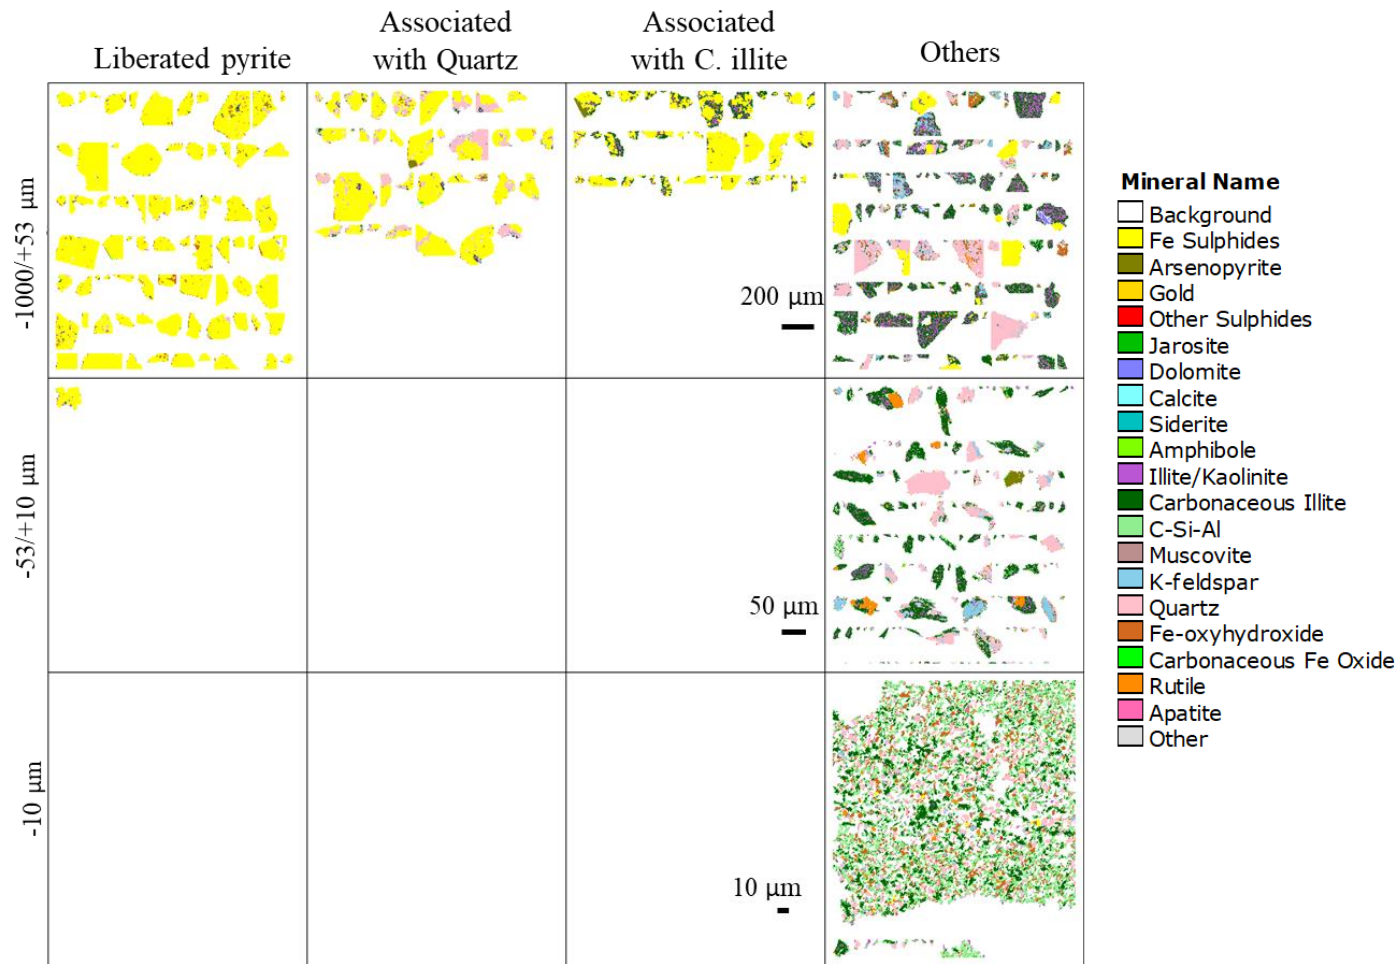 Liberated pyrite
Associated
with Quartz
Associated
with C. illite
Others
-1000/+53 µm
200 µm
-53/+10 µm
50 µm
-10 µm
10 µm
Mineral Name
Background
Fe Sulphides
Arsenopyrite
Gold
Other Sulphides
Jarosite
Dolomite
Calcite
Siderite
Amphibole
Illite/Kaolinite
Carbonaceous Illite
C-Si-Al
Muscovite
K-feldspar
Quartz
Fe-oxyhydroxide
Carbonaceous Fe Oxide
Rutile
Apatite
Other